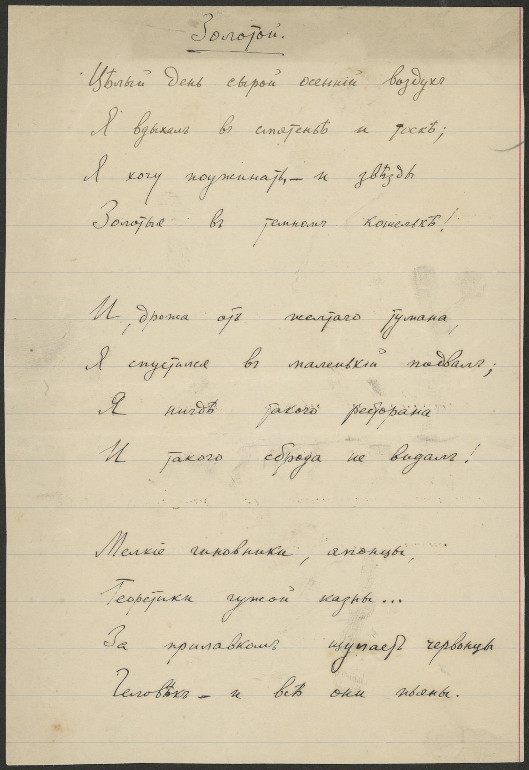 Золотой.
Цѣлый день сырой осенній воздухъ
Я вдыхалъ въ смятеньѣ и тоскѣ;
Я хочу поужинать, – и звѣзды
Золотыя въ темномъ кошелькѣ!
И, дрожа отъ желтаго тумана,
Я спустился въ маленькій подвалъ;
Я нигдѣ такого ресторана
И такого сброда не видалъ!
Мелкіе чиновники, японцы,
Теоретики чужой казны...
За прилавкомъ щупаетъ червонцы
Человѣкъ – и всѣ они пьяны.